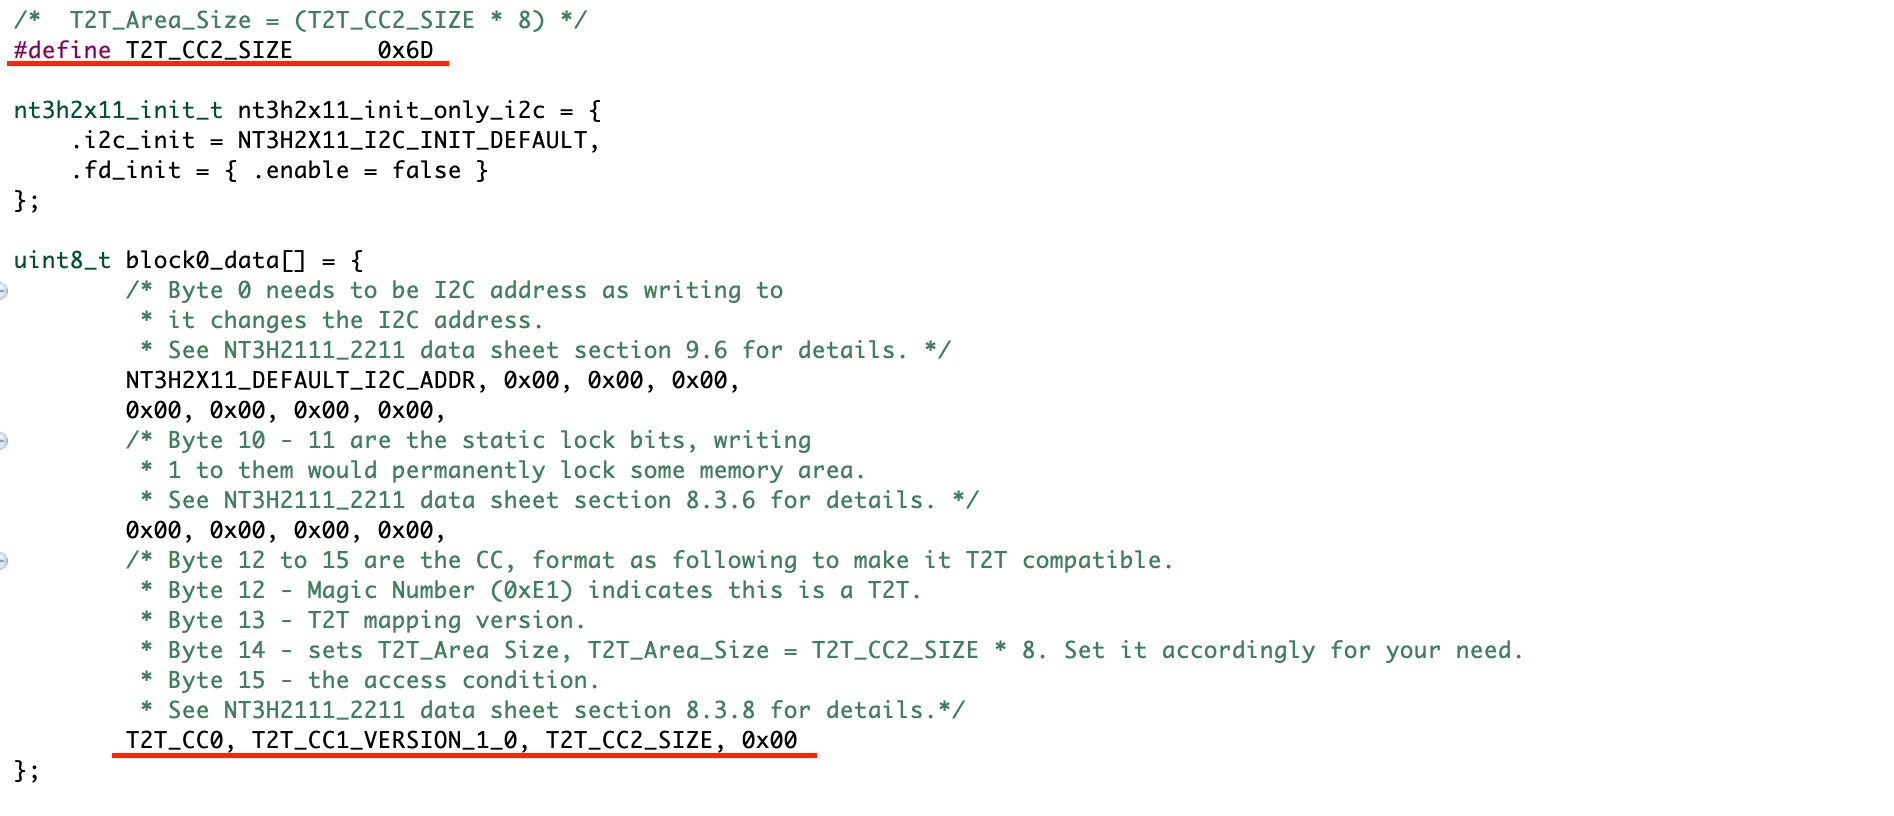 /*  T2T_Area_Size = (T2T_CC2_SIZE * 8) */
#define T2T_CC2_SIZE      0x6D
nt3h2x11_init_t nt3h2x11_init_only_i2c = {
    .i2c_init = NT3H2X11_I2C_INIT_DEFAULT,
    .fd_init = { .enable = false }
};
uint8_t block0_data[] = {
        /* Byte 0 needs to be I2C address as writing to
         * it changes the I2C address.
         * See NT3H2111_2211 data sheet section 9.6 for details. */
        NT3H2X11_DEFAULT_I2C_ADDR, 0x00, 0x00, 0x00,
        0x00, 0x00, 0x00, 0x00,
        /* Byte 10 - 11 are the static lock bits, writing
         * 1 to them would permanently lock some memory area.
         * See NT3H2111_2211 data sheet section 8.3.6 for details. */
        0x00, 0x00, 0x00, 0x00,
        /* Byte 12 to 15 are the CC, format as following to make it T2T compatible.
         * Byte 12 - Magic Number (0xE1) indicates this is a T2T.
         * Byte 13 - T2T mapping version.
         * Byte 14 - sets T2T_Area Size, T2T_Area_Size = T2T_CC2_SIZE * 8. Set it accordingly for your need.
         * Byte 15 - the access condition.
         * See NT3H2111_2211 data sheet section 8.3.8 for details.*/
        T2T_CC0, T2T_CC1_VERSION_1_0, T2T_CC2_SIZE, 0x00
};